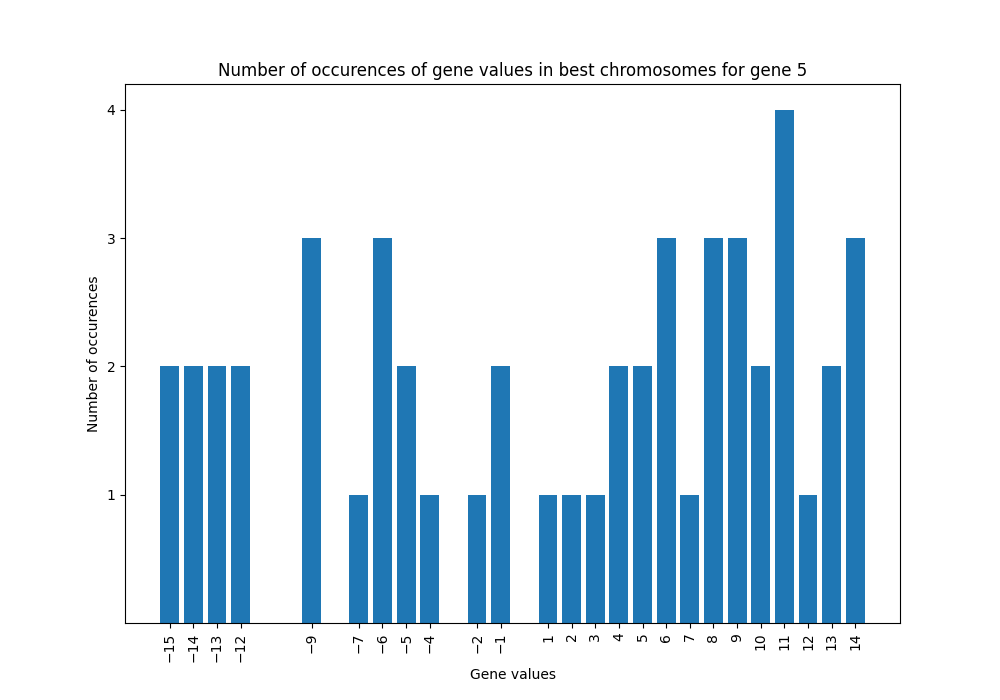 Number of occurences of gene values in best chromosomes for gene 5
Number of occurences
4
3
2
1
−15 −14 −13 −12 −9 −7 −6 −5 −4 −2 −1 1 2 3 4 5 6 7 8 9 10 11 12 13 14
Gene values